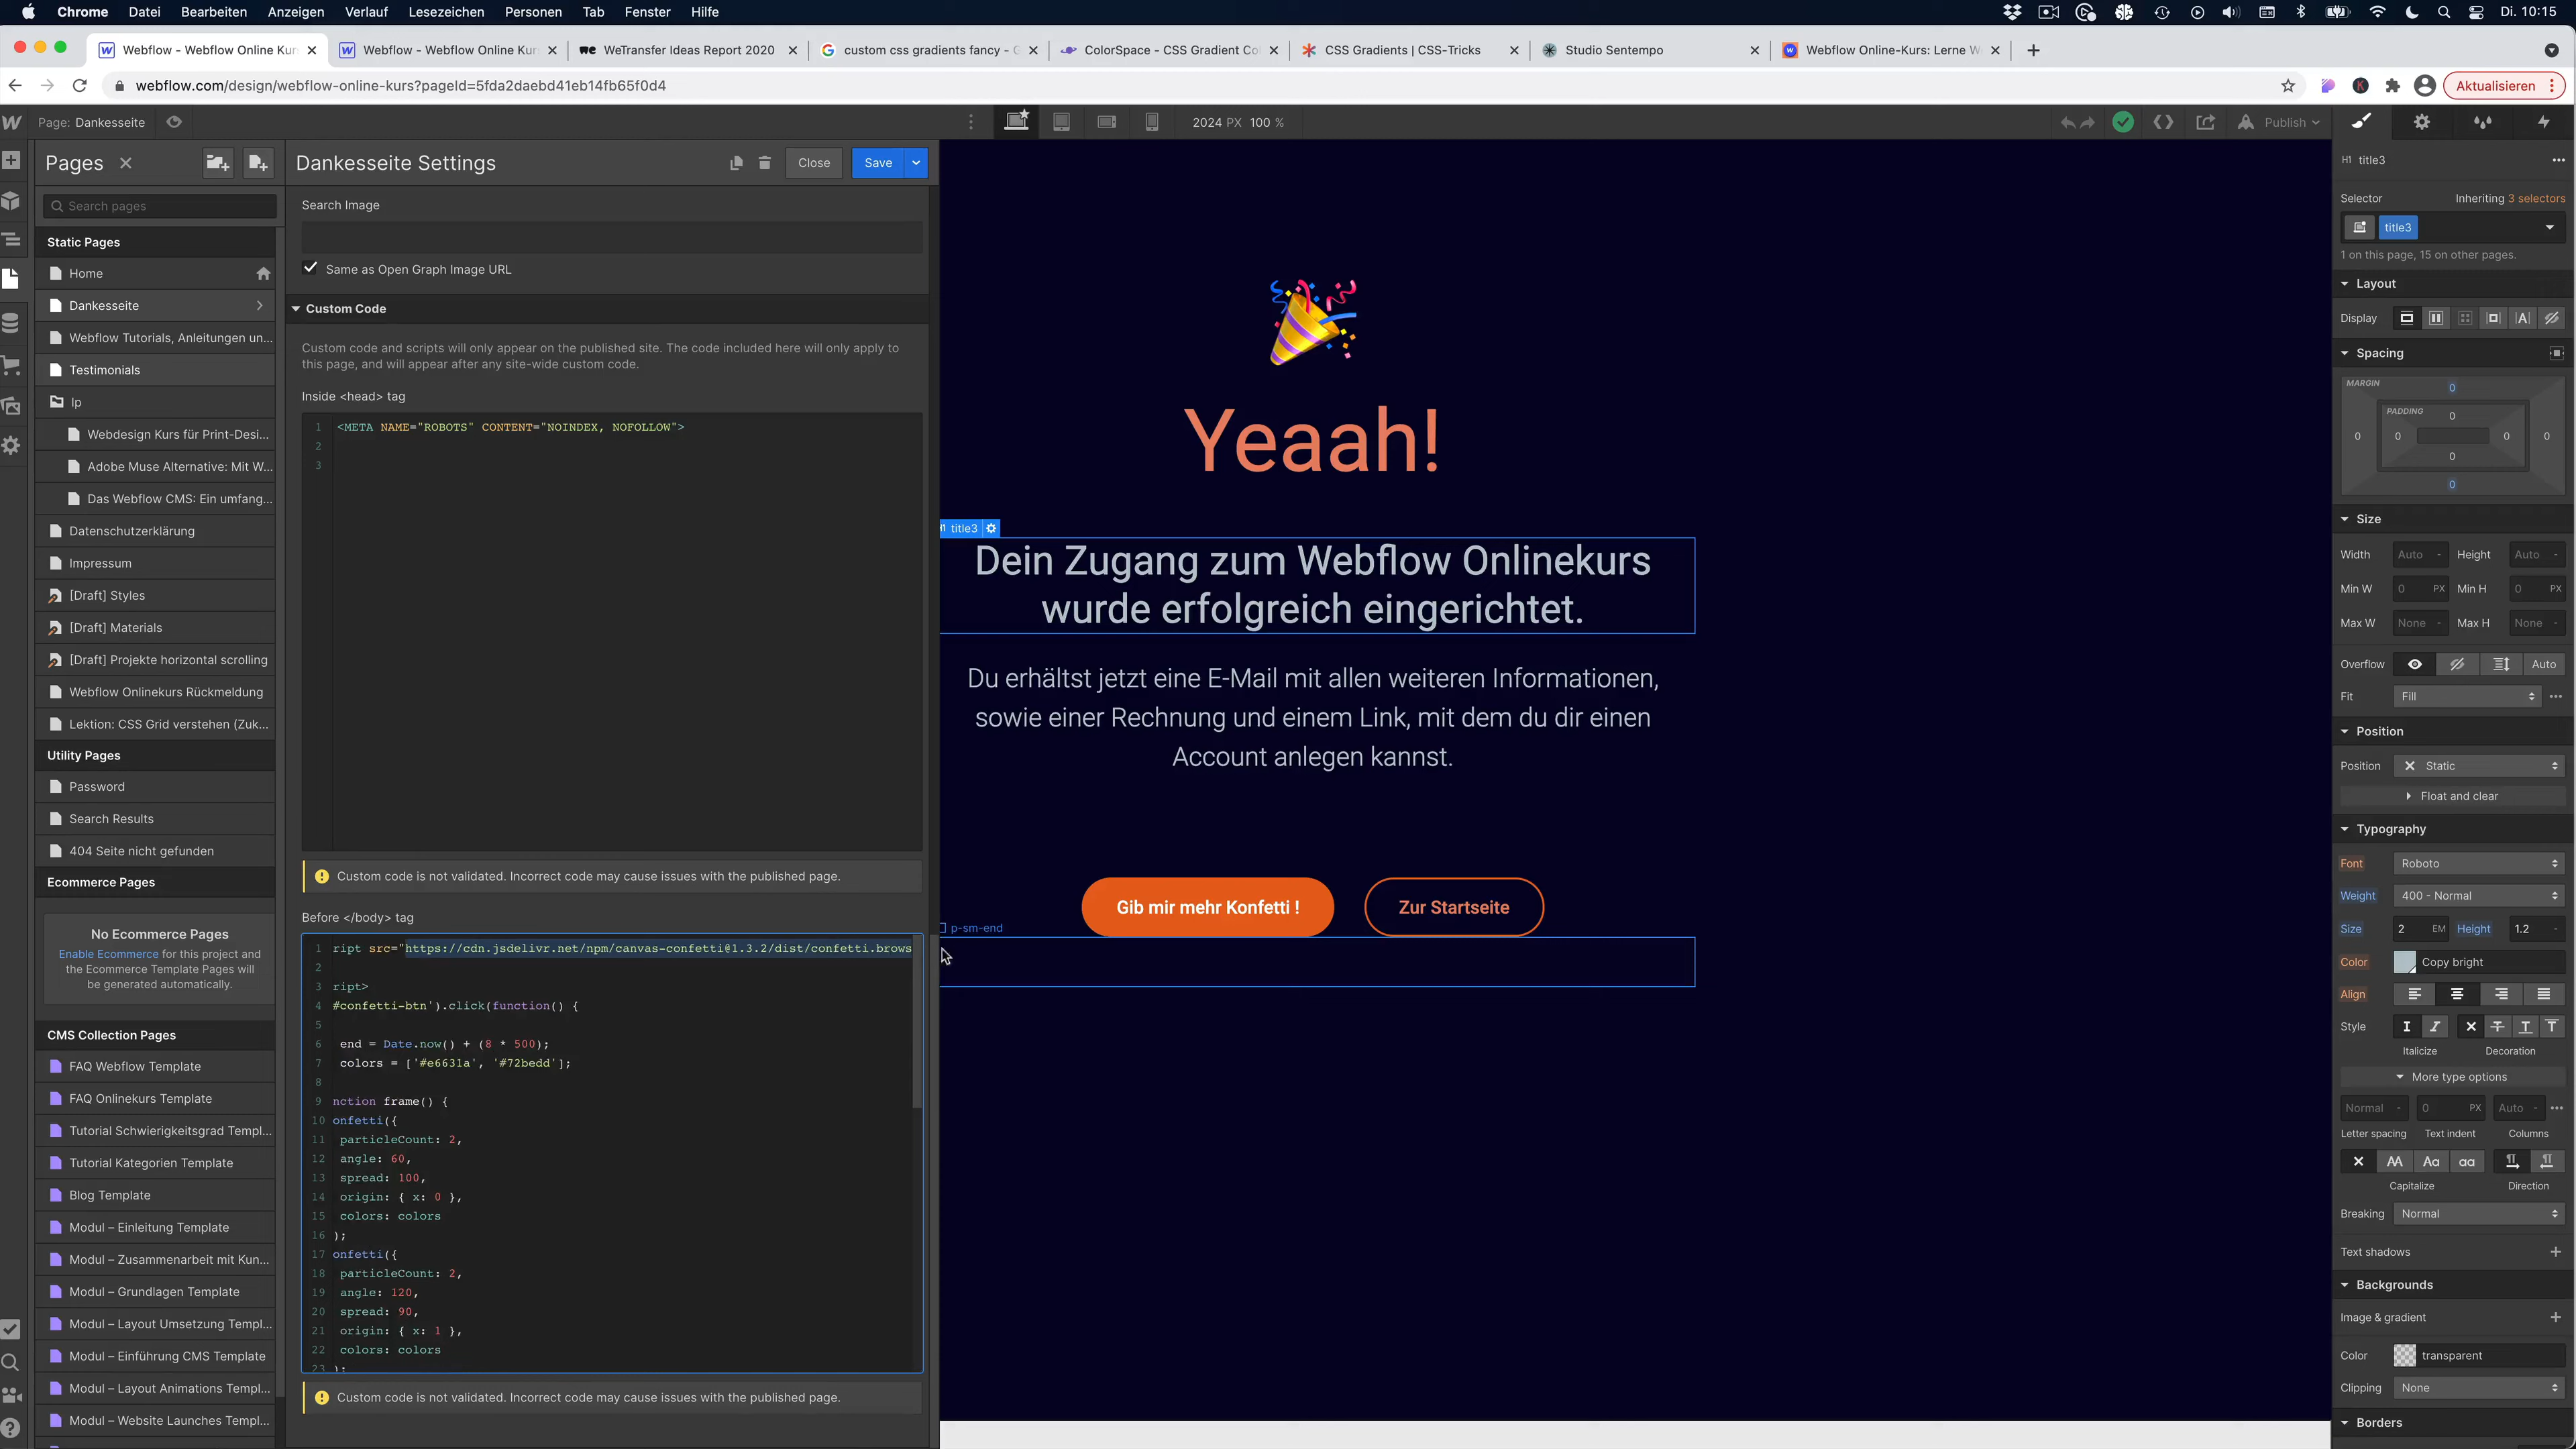 Chrome Datei Bearbeiten Anzeigen Verlauf Lesezeichen Personen Tab Fenster Hilfe
Di. 10:15
Webflow - Webflow Online Kur
Webflow - Webflow Online Kur
WeTransfer Ideas Report 2020
custom css gradients fancy - G
ColorSpace - CSS Gradient Co
CSS Gradients | CSS-Tricks
Studio Sentempo
Webflow Online-Kurs: Lerne W
webflow.com/design/webflow-online-kurs?pageId=5fda2daebd41eb14fb65f0d4
Aktualisieren
Page: Dankesseite
2024 PX 100 %
Publish
Pages
Search pages
Static Pages
Home
Dankesseite
Webflow Tutorials, Anleitungen un...
Testimonials
lp
Webdesign Kurs für Print-Desi...
Adobe Muse Alternative: Mit W...
Das Webflow CMS: Ein umfang...
Datenschutzerklärung
Impressum
[Draft] Styles
[Draft] Materials
[Draft] Projekte horizontal scrolling
Webflow Onlinekurs Rückmeldung
Lektion: CSS Grid verstehen (Zuk...
Utility Pages
Password
Search Results
404 Seite nicht gefunden
Ecommerce Pages
No Ecommerce Pages
Enable Ecommerce for this project and
the Ecommerce Template Pages will
be generated automatically.
CMS Collection Pages
FAQ Webflow Template
FAQ Onlinekurs Template
Tutorial Schwierigkeitsgrad Templ...
Tutorial Kategorien Template
Blog Template
Modul – Einleitung Template
Modul – Zusammenarbeit mit Kun...
Modul – Grundlagen Template
Modul – Layout Umsetzung Templ...
Modul – Einführung CMS Template
Modul – Layout Animations Templ...
Modul – Website Launches Templ...
Dankesseite Settings
Close
Save
Search Image
Same as Open Graph Image URL
Custom Code
Custom code and scripts will only appear on the published site. The code included here will only apply to
this page, and will appear after any site-wide custom code.
Inside <head> tag
1 <META NAME="ROBOTS" CONTENT="NOINDEX, NOFOLLOW">
2
3
Custom code is not validated. Incorrect code may cause issues with the published page.
Before </body> tag
1 ript src="https://cdn.jsdelivr.net/npm/canvas-confetti@1.3.2/dist/confetti.brows
2
3 ript>
4 #confetti-btn').click(function() {
5
6 end = Date.now() + (8 * 500);
7 colors = ['#e6631a', '#72bedd'];
8
9 nction frame() {
10 onfetti({
11 particleCount: 2,
12 angle: 60,
13 spread: 100,
14 origin: { x: 0 },
15 colors: colors
16 );
17 onfetti({
18 particleCount: 2,
19 angle: 120,
20 spread: 90,
21 origin: { x: 1 },
22 colors: colors
23 );
Custom code is not validated. Incorrect code may cause issues with the published page.
Yeaah!
H1 title3
Dein Zugang zum Webflow Onlinekurs
wurde erfolgreich eingerichtet.
Du erhältst jetzt eine E-Mail mit allen weiteren Informationen,
sowie einer Rechnung und einem Link, mit dem du dir einen
Account anlegen kannst.
Gib mir mehr Konfetti !
Zur Startseite
p-sm-end
H1 title3
Selector Inheriting 3 selectors
title3
1 on this page, 15 on other pages.
Layout
Display
Spacing
MARGIN
0
PADDING
0
0 0 0 0
0
0
Size
Width Auto - Height Auto -
Min W 0 PX Min H 0 PX
Max W None - Max H None -
Overflow Auto
Fit Fill
Position
Position Static
Float and clear
Typography
Font Roboto
Weight 400 - Normal
Size 2 EM Height 1.2 -
Color Copy bright
Align
Style
Italicize Decoration
More type options
Normal - 0 PX Auto -
Letter spacing Text indent Columns
AA Aa aa
Capitalize Direction
Breaking Normal
Text shadows
Backgrounds
Image & gradient
Color transparent
Clipping None
Borders